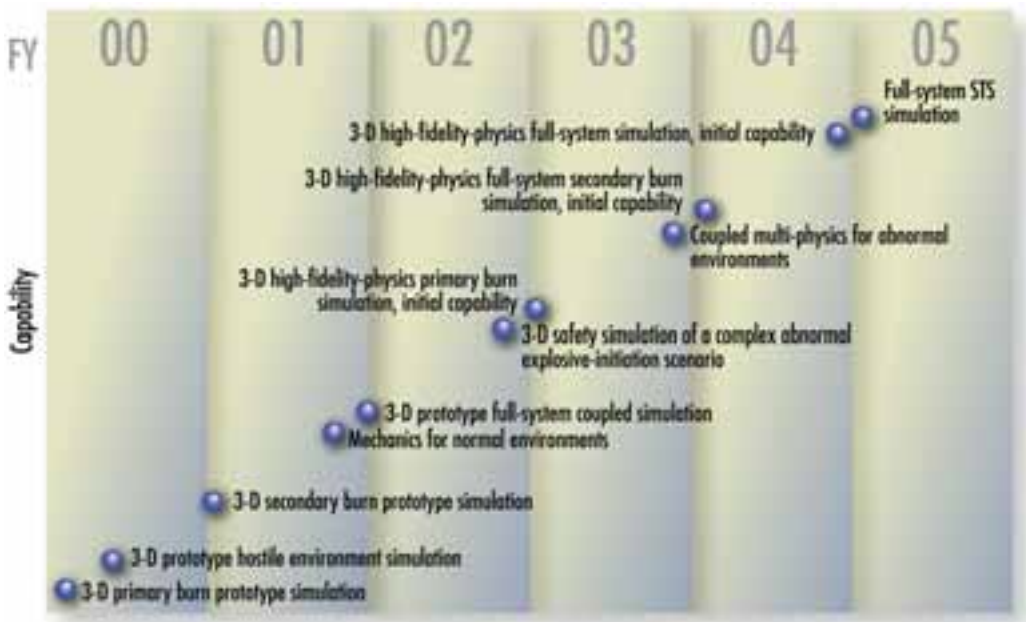 FY 00 01 02 03 04 05
Full-system STS
simulation
3-D high-fidelity-physics full-system simulation, initial capability
3-D high-fidelity-physics full-system secondary burn
simulation, initial capability
Coupled multi-physics for abnormal
environments
3-D high-fidelity-physics primary burn
simulation, initial capability
3-D safety simulation of a complex abnormal
explosive-initiation scenario
Capability
3-D prototype full-system coupled simulation
Mechanics for normal environments
3-D secondary burn prototype simulation
3-D prototype hostile environment simulation
3-D primary burn prototype simulation